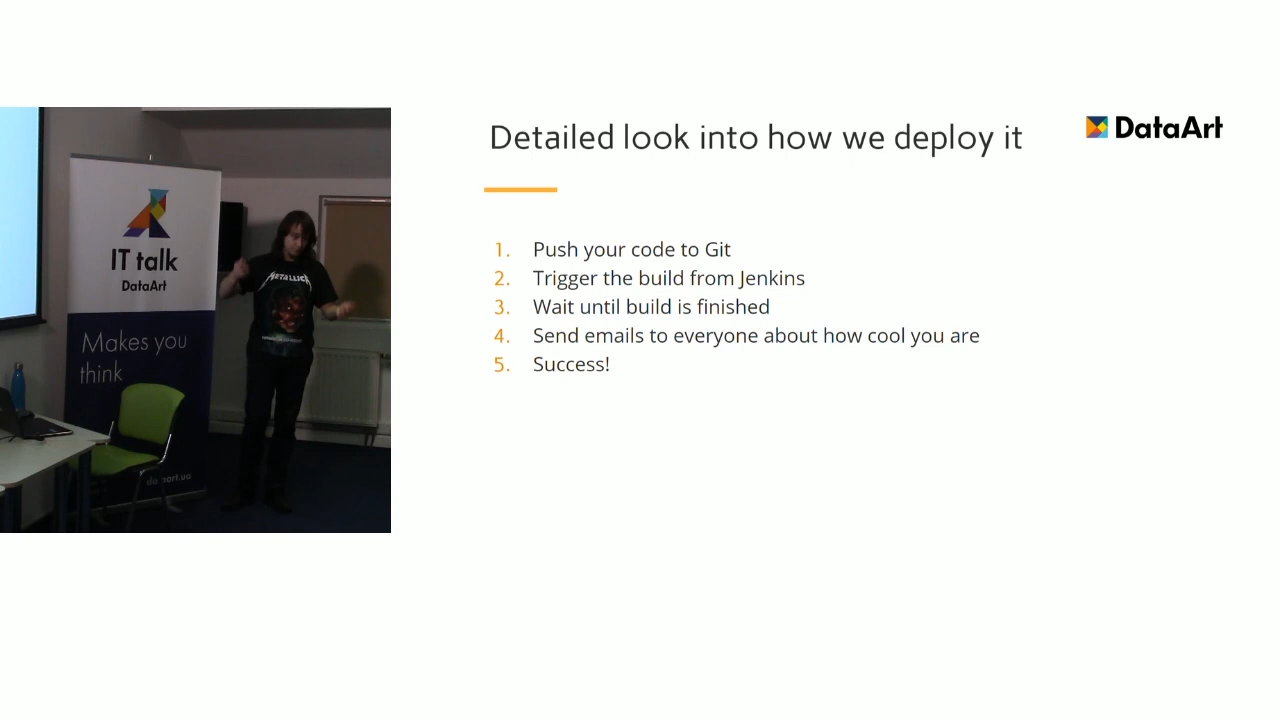 Detailed look into how we deploy it
DataArt
1. Push your code to Git
2. Trigger the build from Jenkins
3. Wait until build is finished
4. Send emails to everyone about how cool you are
5. Success!
IT talk
DataArt
Makes you
think
METALLICA